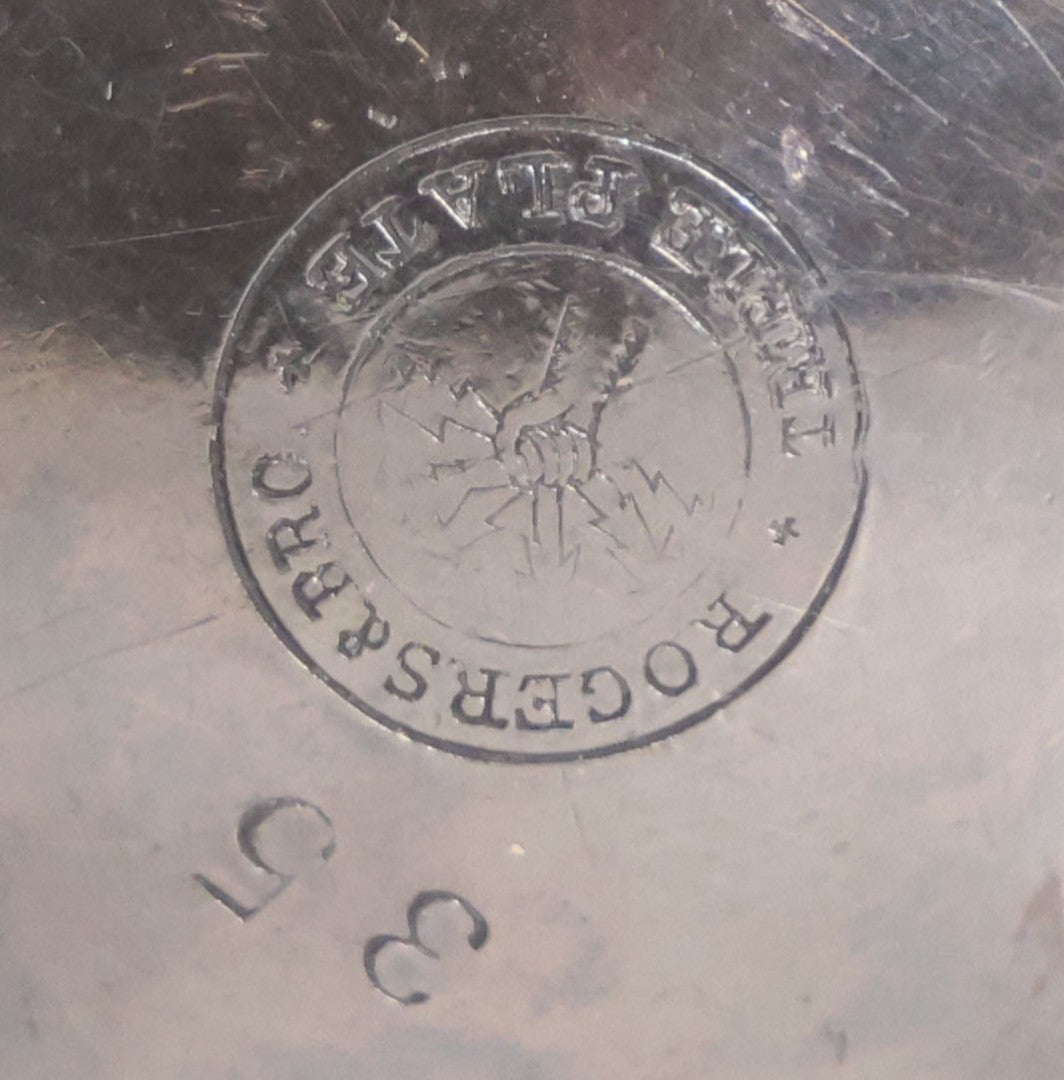 ROGERS & BRO *
TRIPLE PLATE *
35